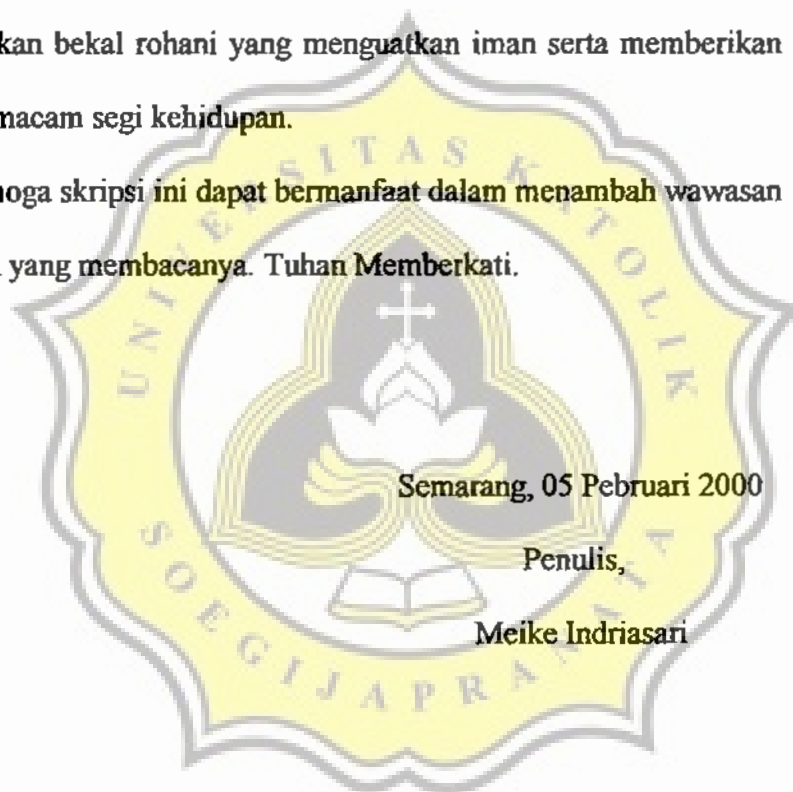 kan bekal rohani yang menguatkan iman serta memberikan
macam segi kehidupan.
oga skripsi ini dapat bermanfaat dalam menambah wawasan
yang membacanya. Tuhan Memberkati.
UNIVERSITAS KATOLIK
SOEGIJAPRANATA
Semarang, 05 Pebruari 2000
Penulis,
Meike Indriasari